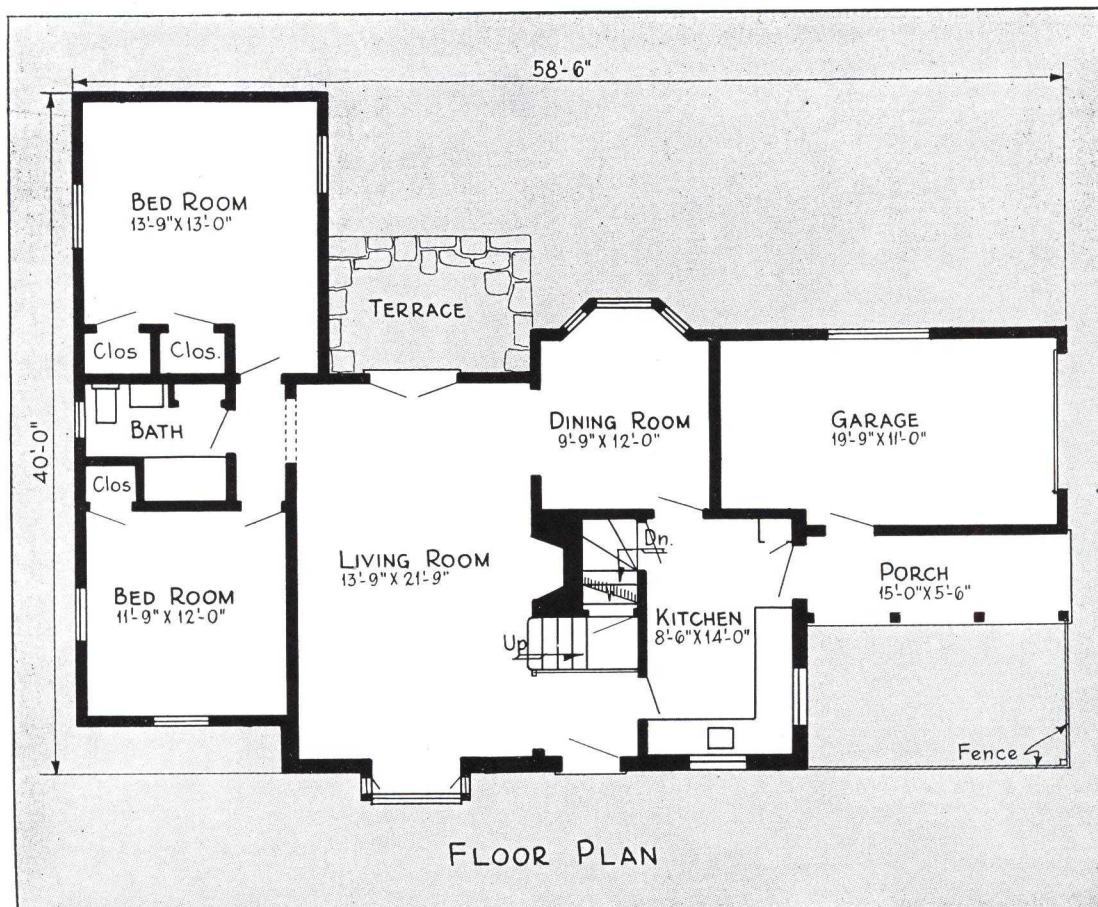 58'-6"
BED ROOM
13'-9" X 13'-0"
TERRACE
Clos
Clos.
40'-0"
BATH
DINING ROOM
9'-9" X 12'-0"
GARAGE
19'-9" X 11'-0"
Clos
Dn.
LIVING ROOM
13'-9" X 21'-9"
PORCH
15'-0" X 5'-6"
BED ROOM
11'-9" X 12'-0"
KITCHEN
8'-6" X 14'-0"
Up
Fence
FLOOR PLAN